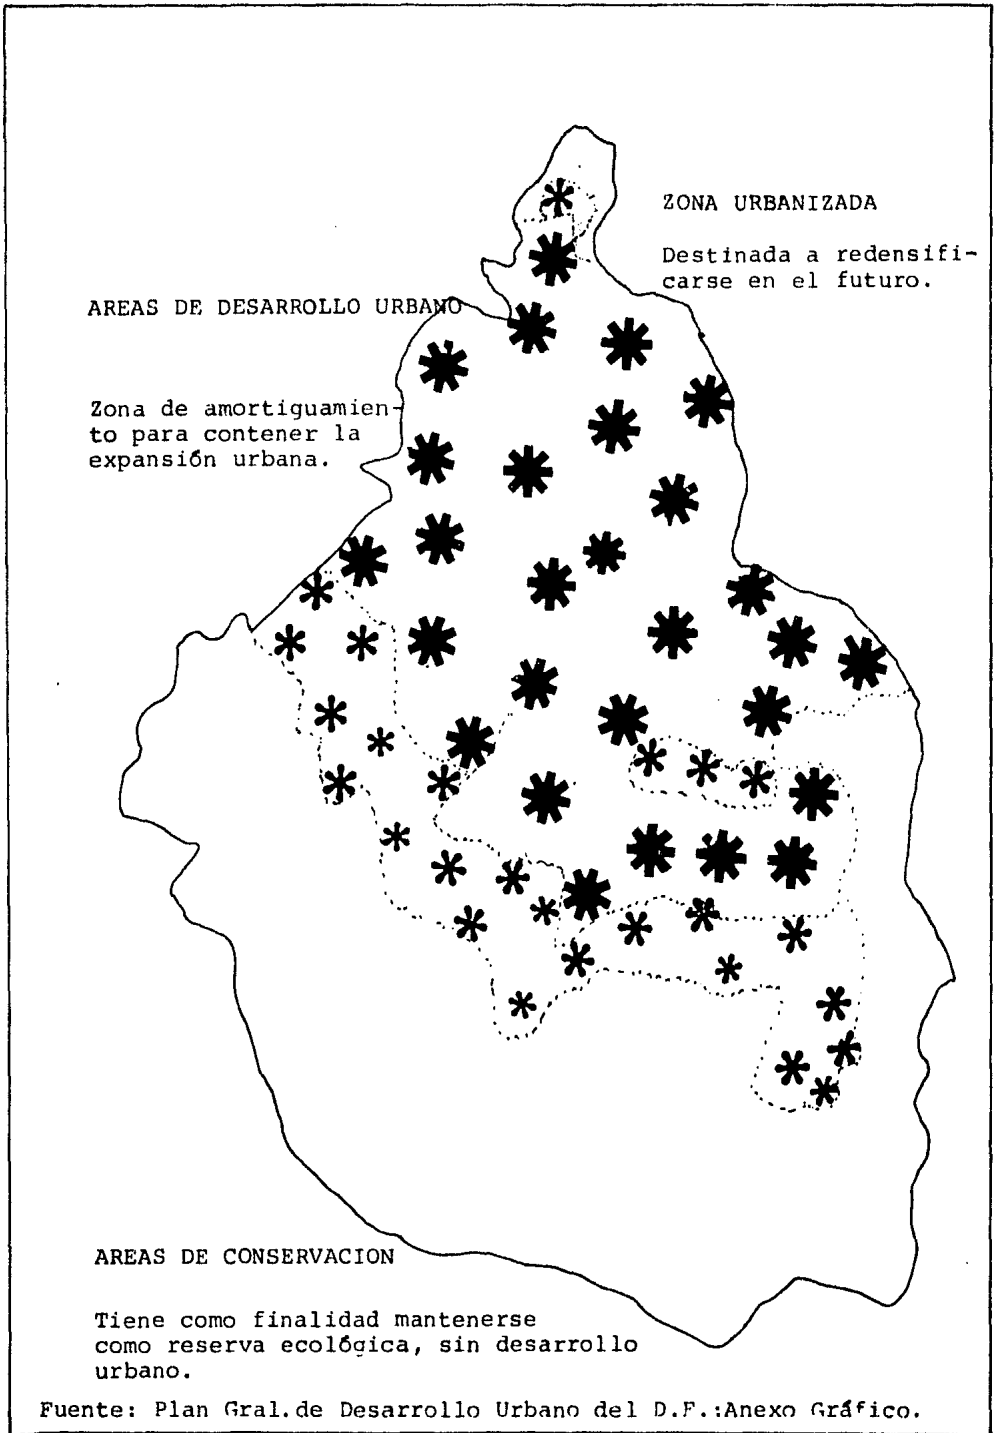 ZONA URBANIZADA
Destinada a redensifi-
carse en el futuro.
AREAS DE DESARROLLO URBANO
Zona de amortiguamien-
to para contener la
expansión urbana.
AREAS DE CONSERVACION
Tiene como finalidad mantenerse
como reserva ecológica, sin desarrollo
urbano.
Fuente: Plan Gral.de Desarrollo Urbano del D.F.:Anexo Gráfico.